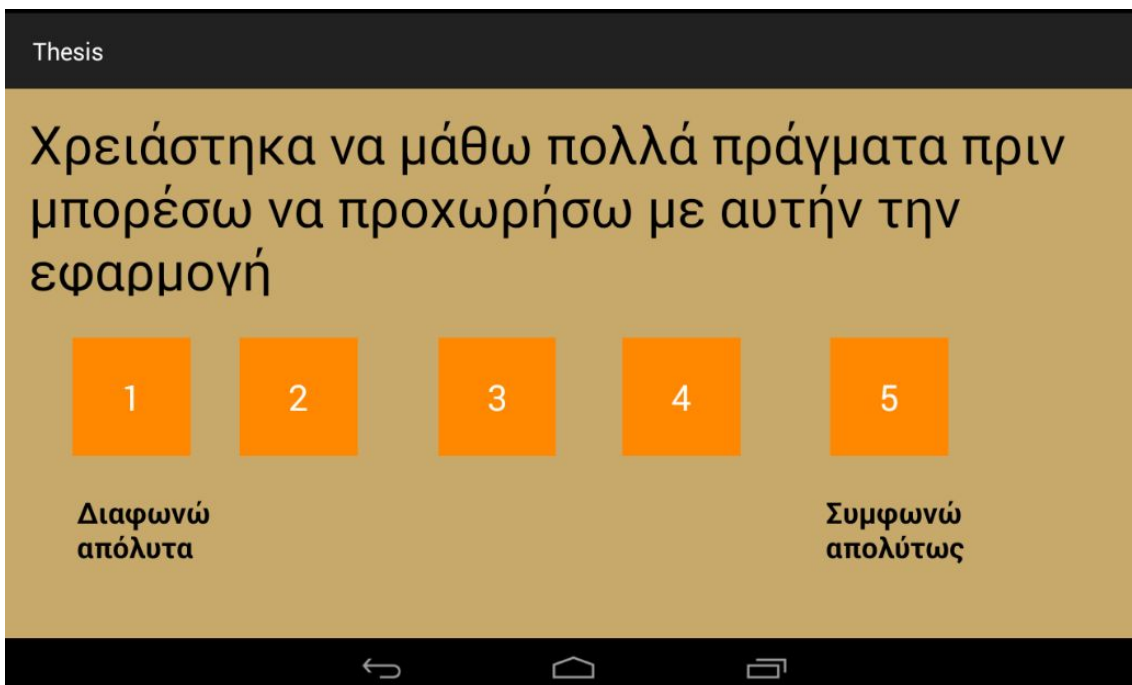 Thesis
Χρειάστηκα να μάθω πολλά πράγματα πριν
μπορέσω να προχωρήσω με αυτήν την
εφαρμογή
1 2 3 4 5
Διαφωνώ
απόλυτα
Συμφωνώ
απολύτως